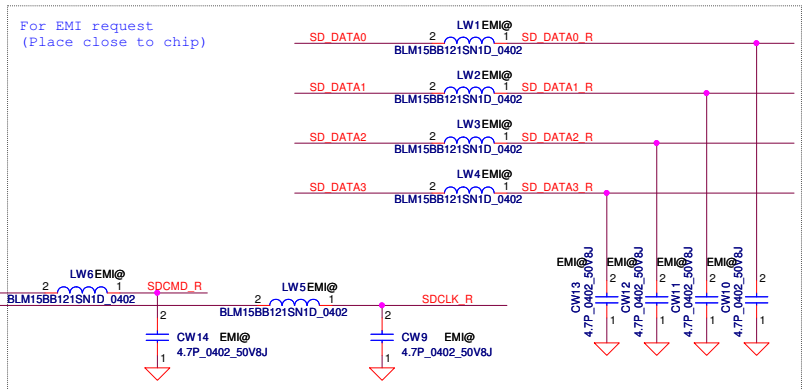 For EMI request
(Place close to chip)
LW1EMI@
SD_DATA0 2 1 SD_DATA0_R
BLM15BB121SN1D_0402
LW2EMI@
SD_DATA1 2 1 SD_DATA1_R
BLM15BB121SN1D_0402
LW3EMI@
SD_DATA2 2 1 SD_DATA2_R
BLM15BB121SN1D_0402
LW4EMI@
SD_DATA3 2 1 SD_DATA3_R
BLM15BB121SN1D_0402
LW6EMI@
2 1 SDCMD_R
BLM15BB121SN1D_0402
LW5EMI@
2 1 SDCLK_R
BLM15BB121SN1D_0402
2
CW14 EMI@
4.7P_0402_50V8J
1
2
CW9 EMI@
4.7P_0402_50V8J
1
EMI@
CW13
4.7P_0402_50V8J
2
1
EMI@
CW12
4.7P_0402_50V8J
2
1
EMI@
CW11
4.7P_0402_50V8J
2
1
EMI@
CW10
4.7P_0402_50V8J
2
1